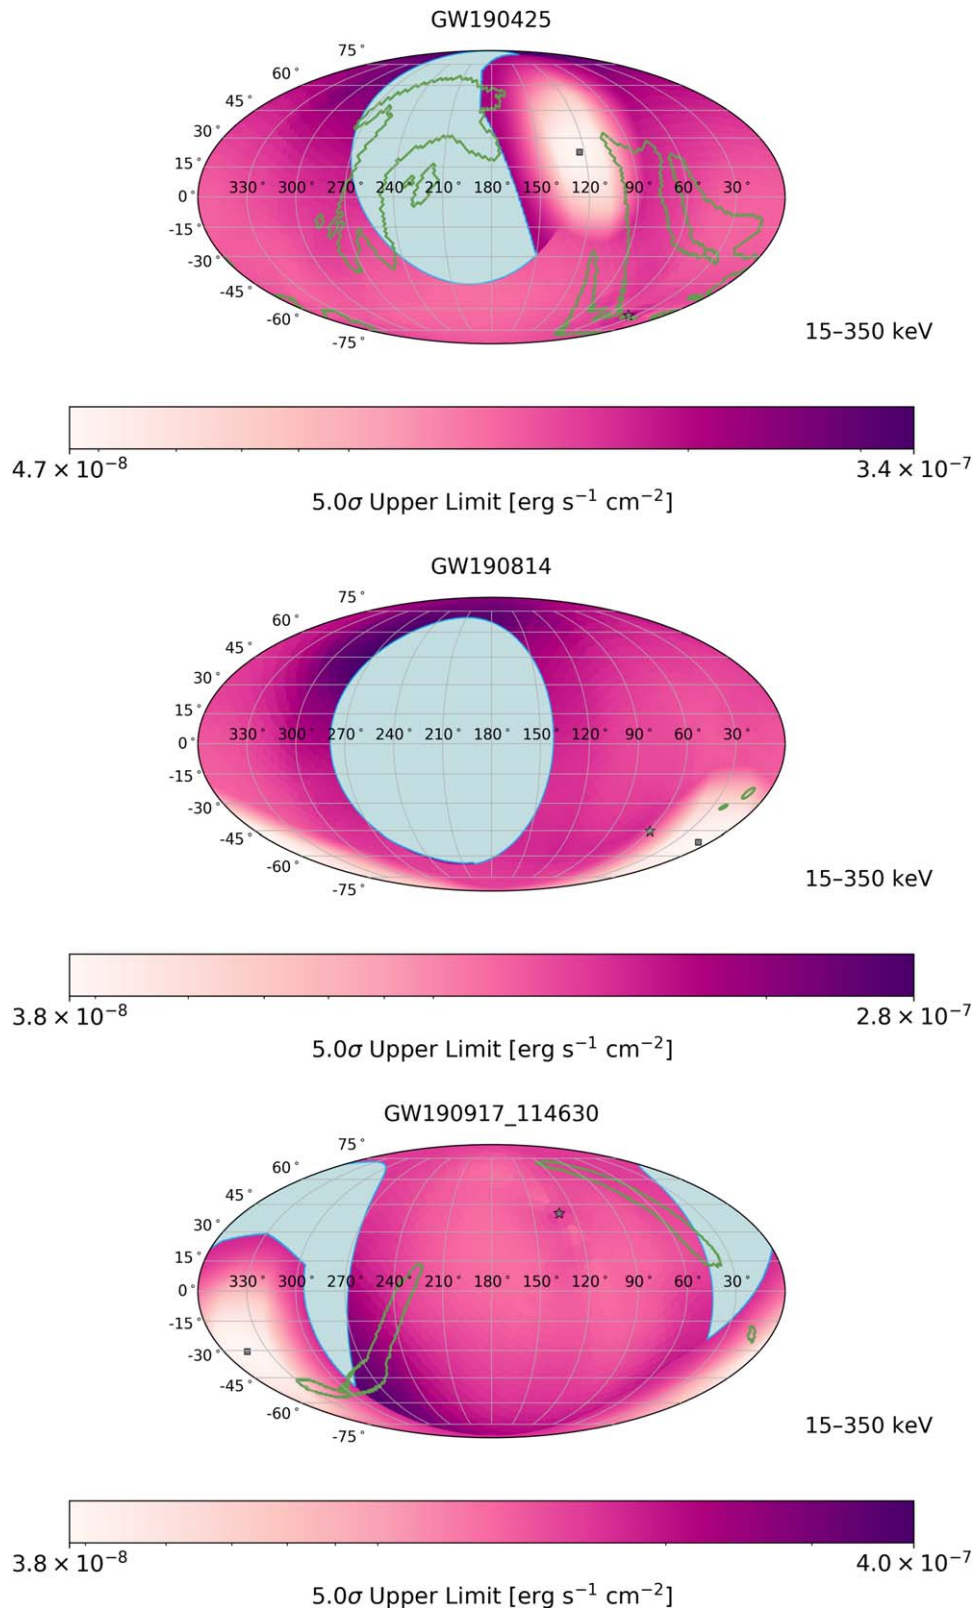 GW190425
75°
60°
45°
30°
15°
330° 300° 270° 240° 210° 180° 150° 120° 90° 60° 30°
0°
-15°
-30°
-45°
-60°
-75°
15–350 keV
4.7 × 10⁻⁸ 3.4 × 10⁻⁷
5.0σ Upper Limit [erg s⁻¹ cm⁻²]
GW190814
75°
60°
45°
30°
15°
330° 300° 270° 240° 210° 180° 150° 120° 90° 60° 30°
0°
-15°
-30°
-45°
-60°
-75°
15–350 keV
3.8 × 10⁻⁸ 2.8 × 10⁻⁷
5.0σ Upper Limit [erg s⁻¹ cm⁻²]
GW190917_114630
75°
60°
45°
30°
15°
330° 300° 270° 240° 210° 180° 150° 120° 90° 60° 30°
0°
-15°
-30°
-45°
-60°
-75°
15–350 keV
3.8 × 10⁻⁸ 4.0 × 10⁻⁷
5.0σ Upper Limit [erg s⁻¹ cm⁻²]